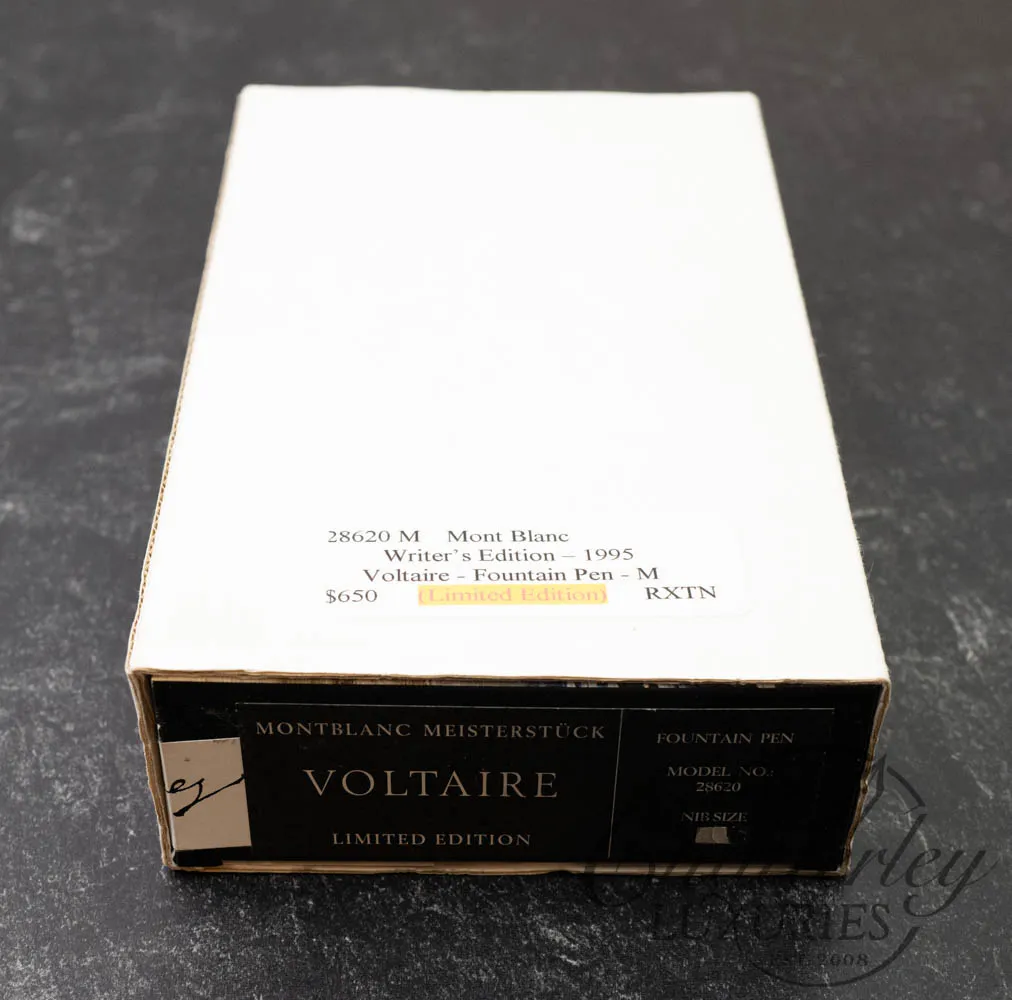 28620 M Mont Blanc
Writer's Edition – 1995
Voltaire - Fountain Pen - M
$650 (Limited Edition) RXTN
MONTBLANC MEISTERSTÜCK
VOLTAIRE
LIMITED EDITION
FOUNTAIN PEN
MODEL NO.:
28620
NIB SIZE
LUXURIES
2008